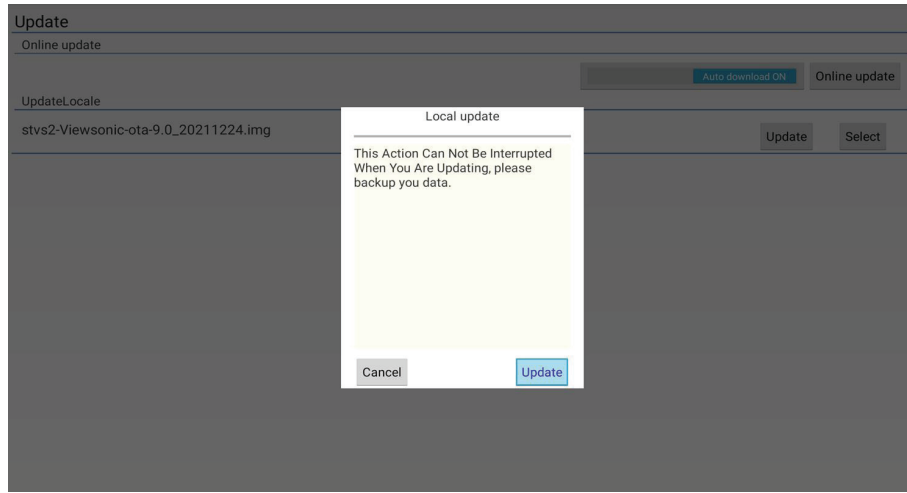 Update
Online update
Auto download ON
Online update
UpdateLocale
stvs2-Viewsonic-ota-9.0_20211224.img
Update
Select
Local update
This Action Can Not Be Interrupted
When You Are Updating, please
backup you data.
Cancel
Update